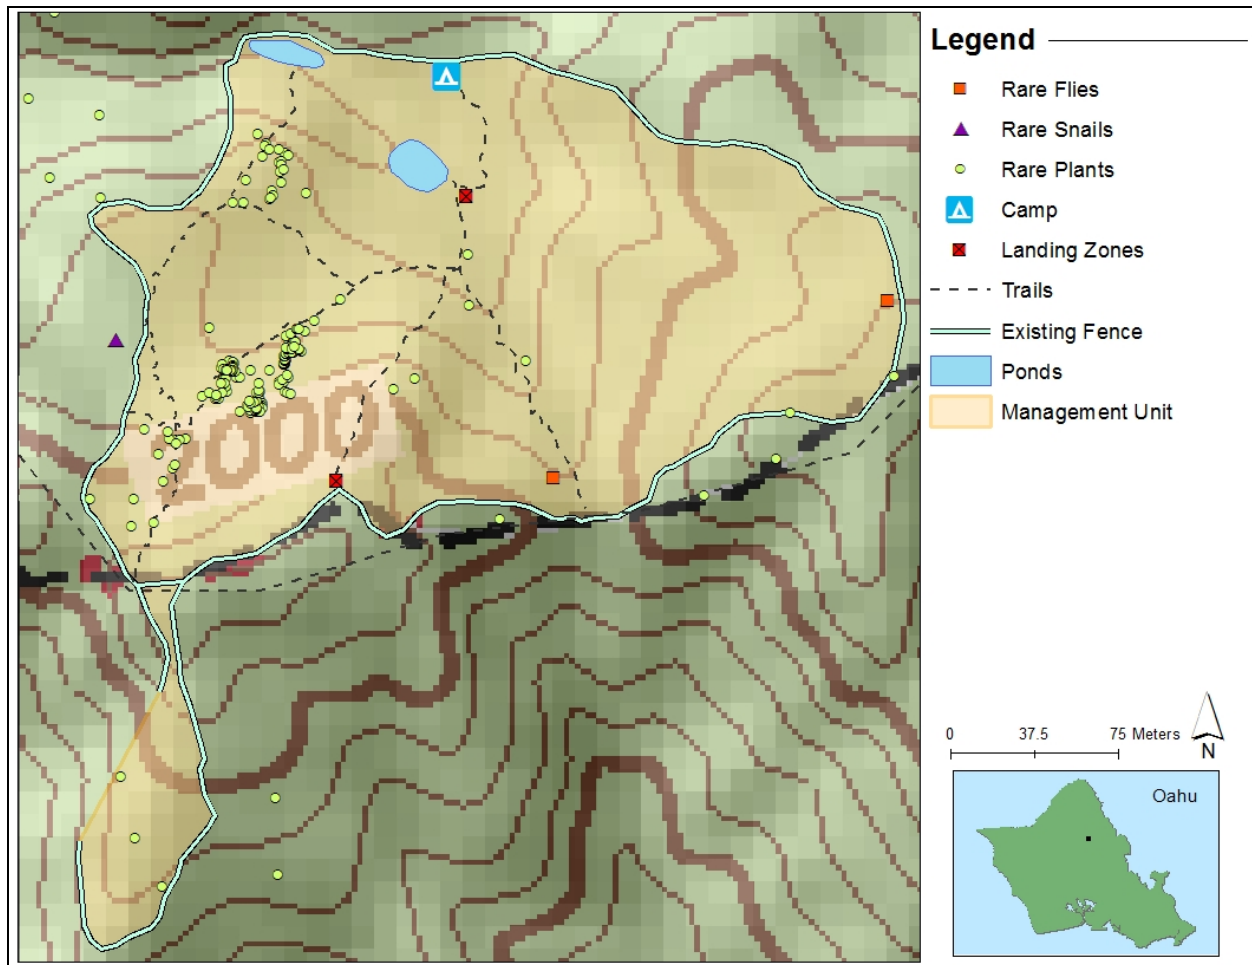 Legend
Rare Flies
Rare Snails
Rare Plants
Camp
Landing Zones
Trails
Existing Fence
Ponds
Management Unit
2000
0 37.5 75 Meters
N
Oahu